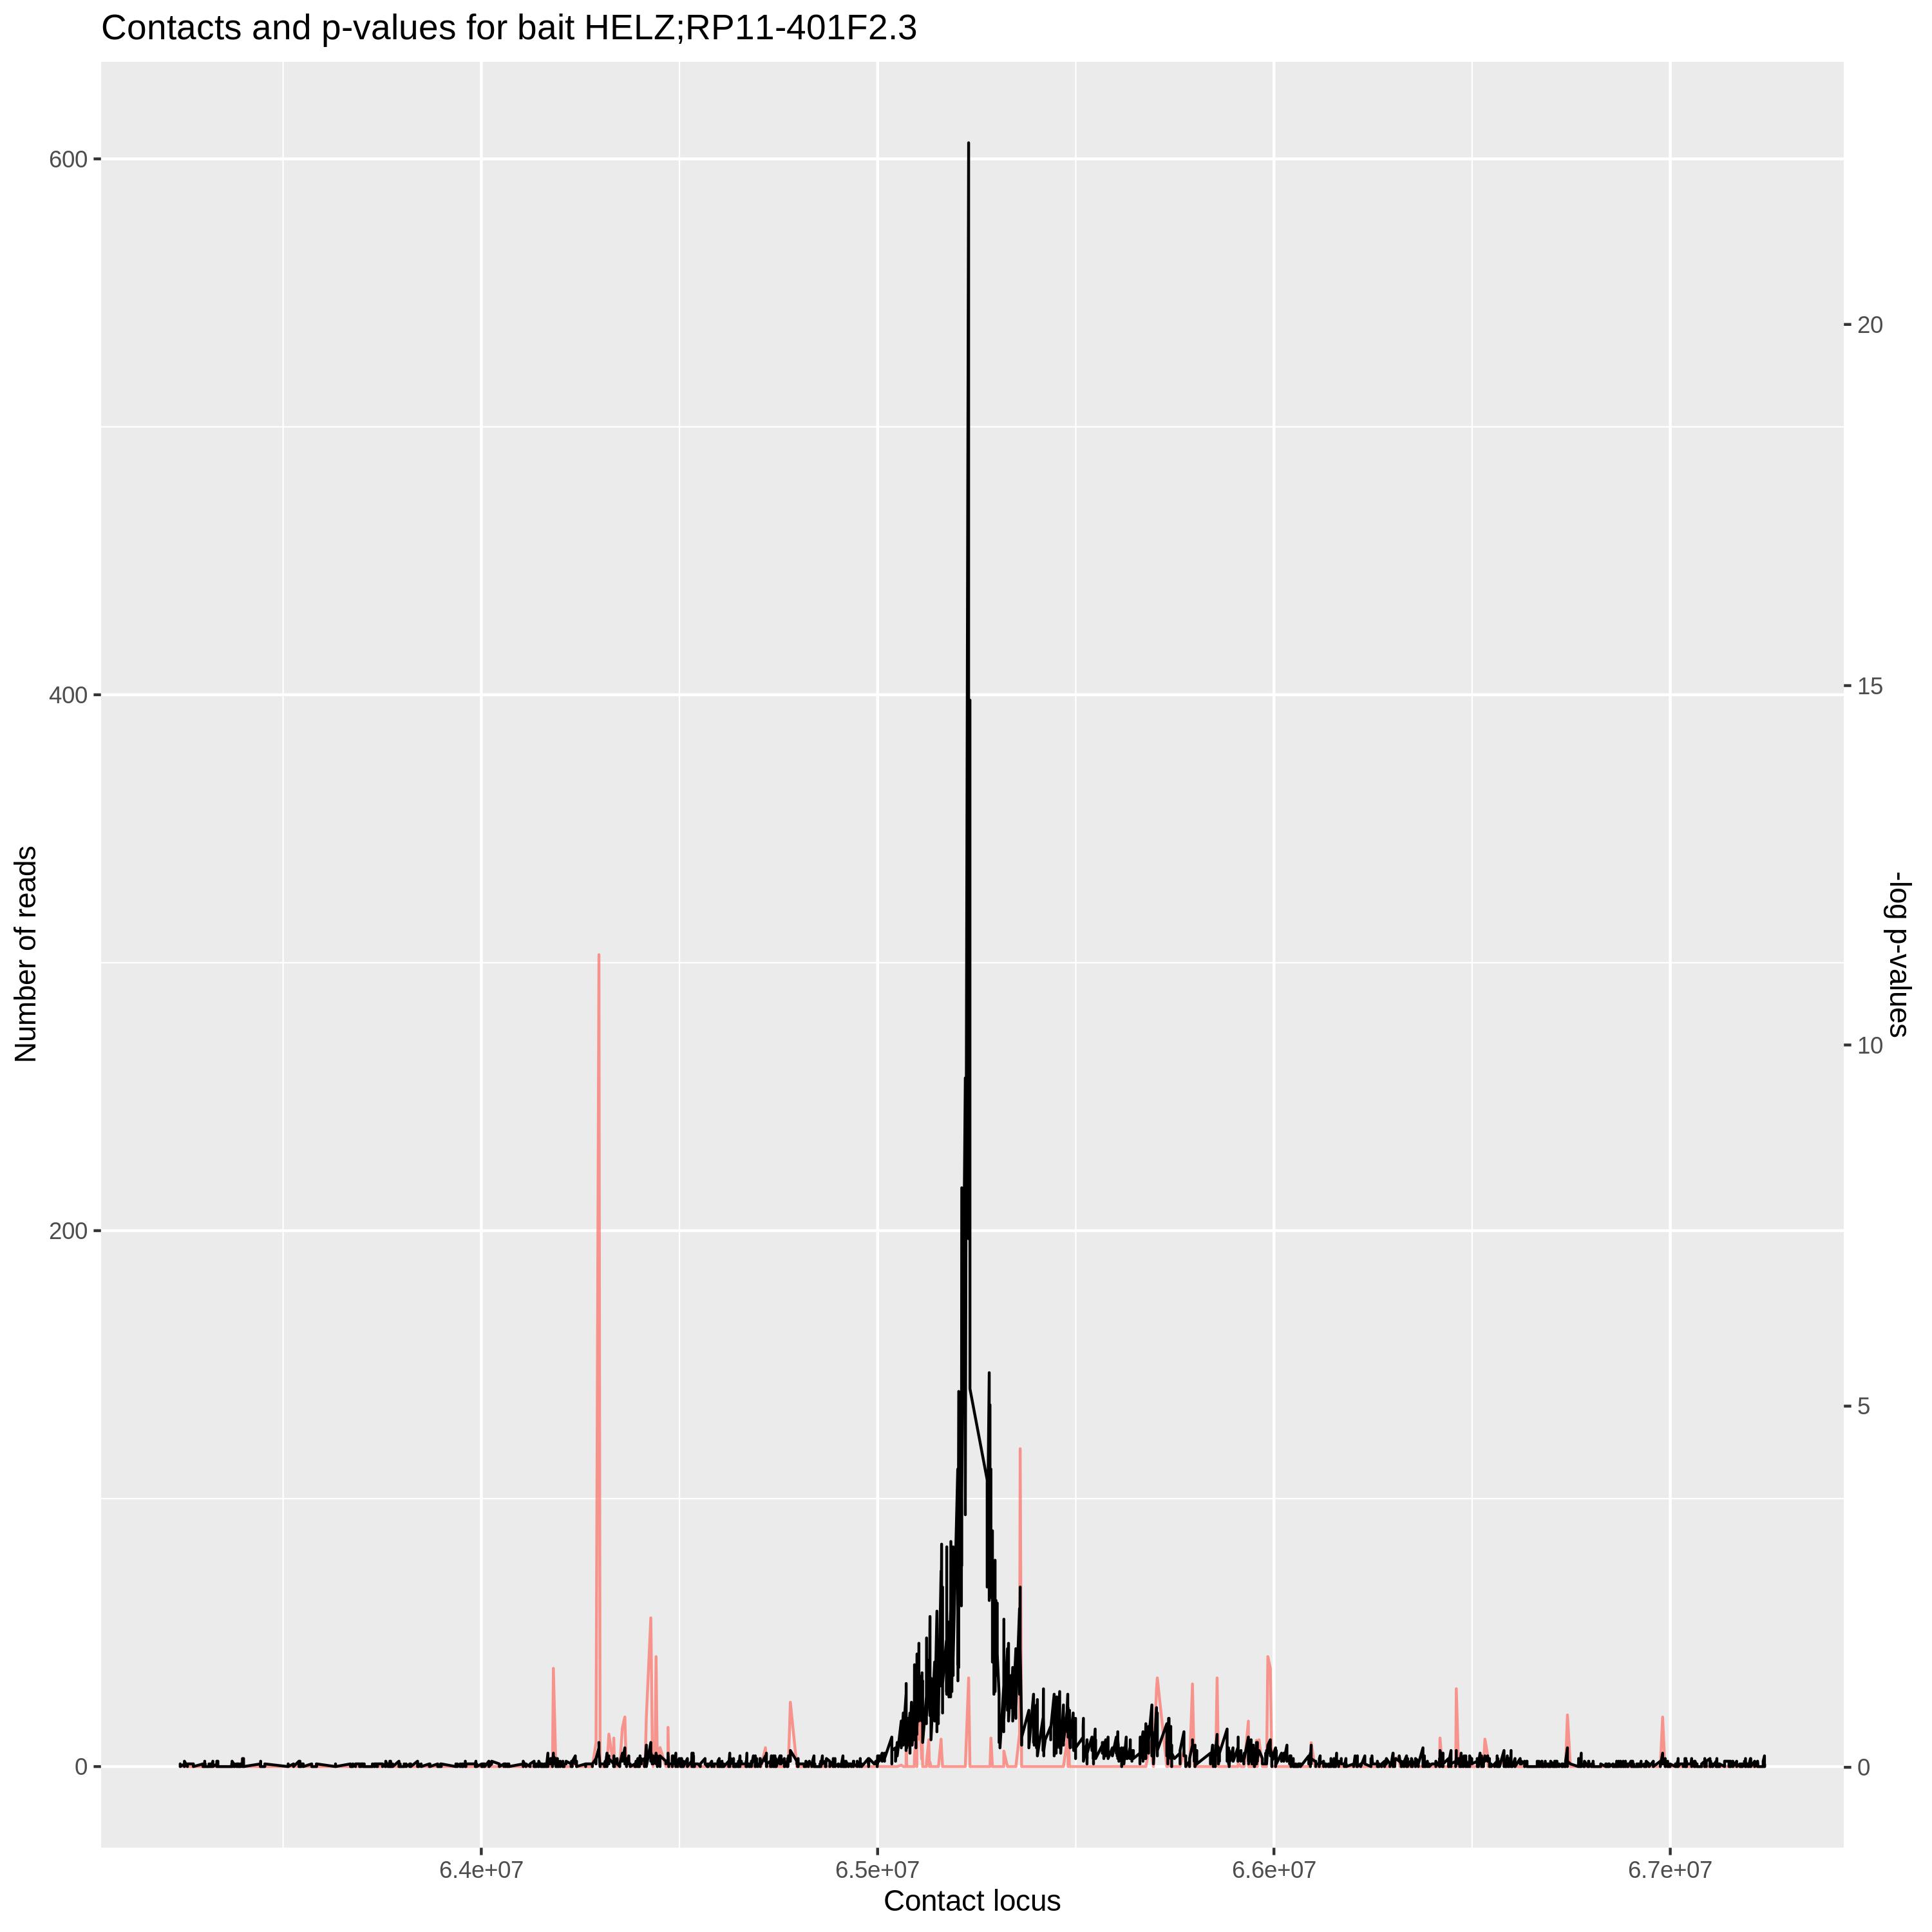 Contacts and p-values for bait HELZ;RP11-401F2.3
600
400
200
0
Number of reads
20
15
10
5
0
-log p-values
6.4e+07
6.5e+07
6.6e+07
6.7e+07
Contact locus